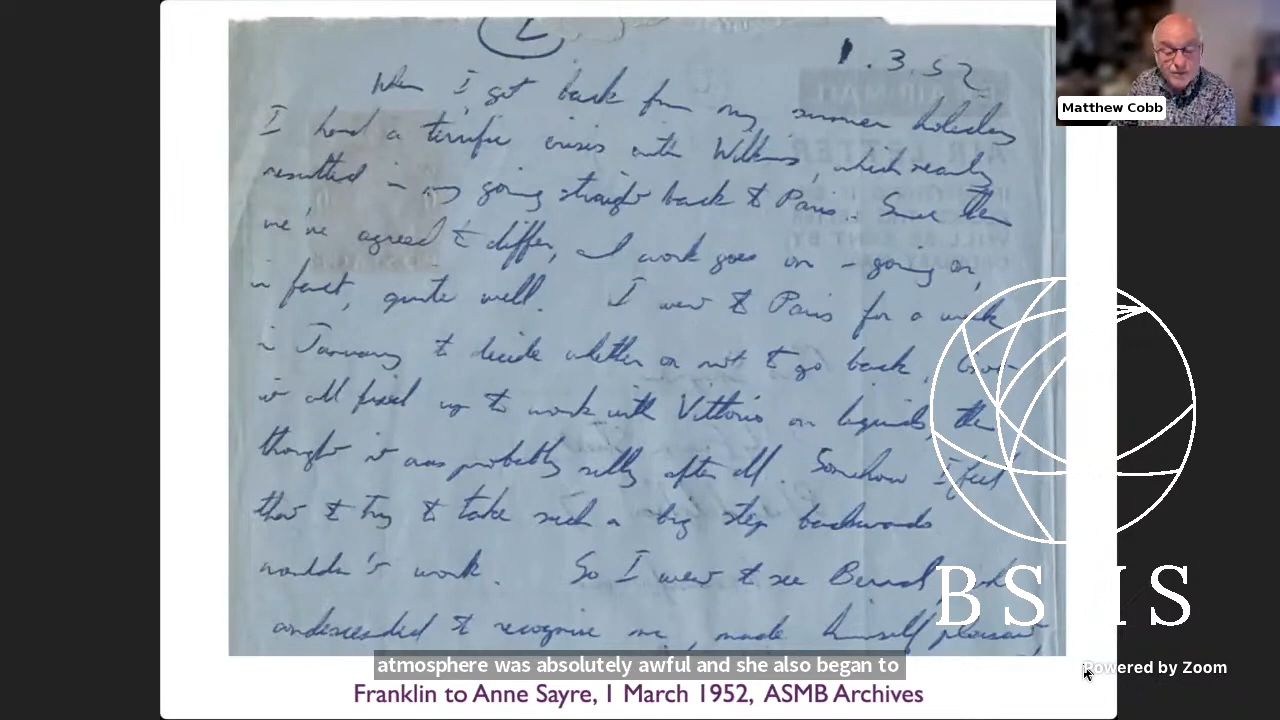 1.3.52
When I got back from my summer holiday
I had a terrific crisis with Wilkins, which nearly
resulted in my going straight back to Paris. Since then
we've agreed to differ, and work goes on – going on,
in fact, quite well. I went to Paris for a week
in January to decide whether or not to go back. Got
it all fixed up to work with Vittorio on liquids, then
thought it was probably silly after all. Somehow I feel
that to try to take such a big step backwards
wouldn't work. So I went to see Bernal, who
condescended to recognise me, made himself pleasant
Matthew Cobb
BSHS
atmosphere was absolutely awful and she also began to
Powered by Zoom
Franklin to Anne Sayre, 1 March 1952, ASMB Archives